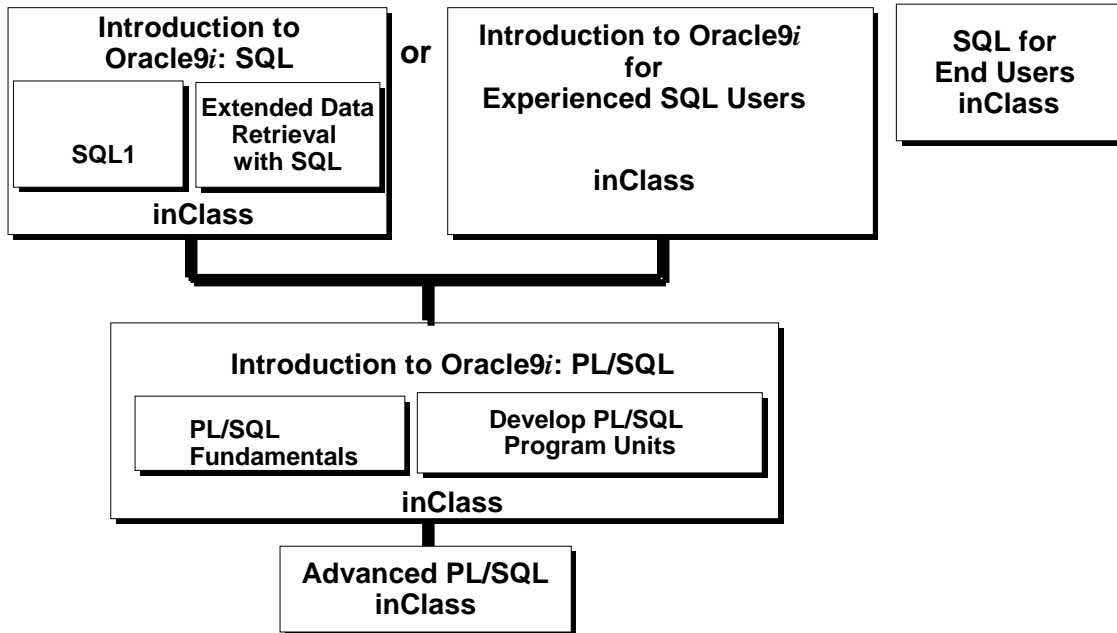 Introduction to
Oracle9i: SQL
SQL1
Extended Data
Retrieval
with SQL
inClass
or
Introduction to Oracle9i
for
Experienced SQL Users
inClass
SQL for
End Users
inClass
Introduction to Oracle9i: PL/SQL
PL/SQL
Fundamentals
Develop PL/SQL
Program Units
inClass
Advanced PL/SQL
inClass